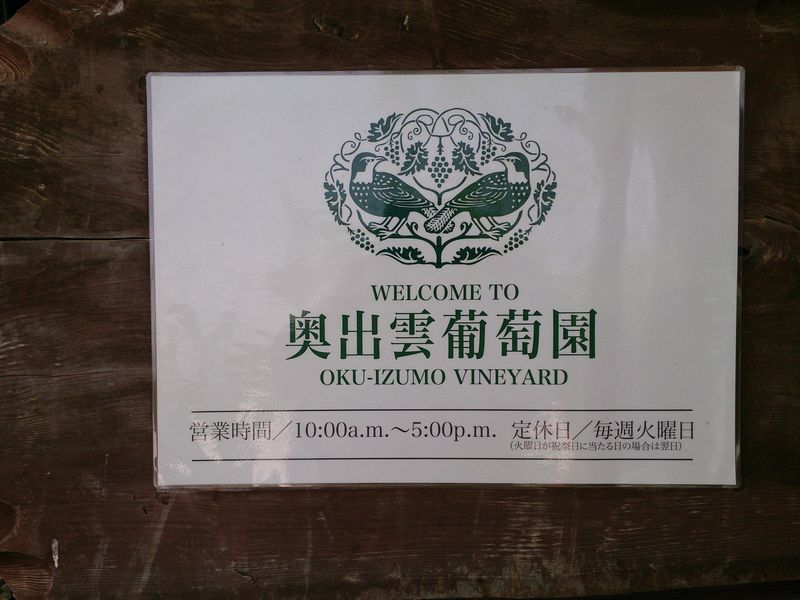 WELCOME TO
奥出雲葡萄園
OKU-IZUMO VINEYARD
営業時間／10:00a.m.～5:00p.m. 定休日／毎週火曜日
（火曜日が祝祭日に当たる日の場合は翌日）